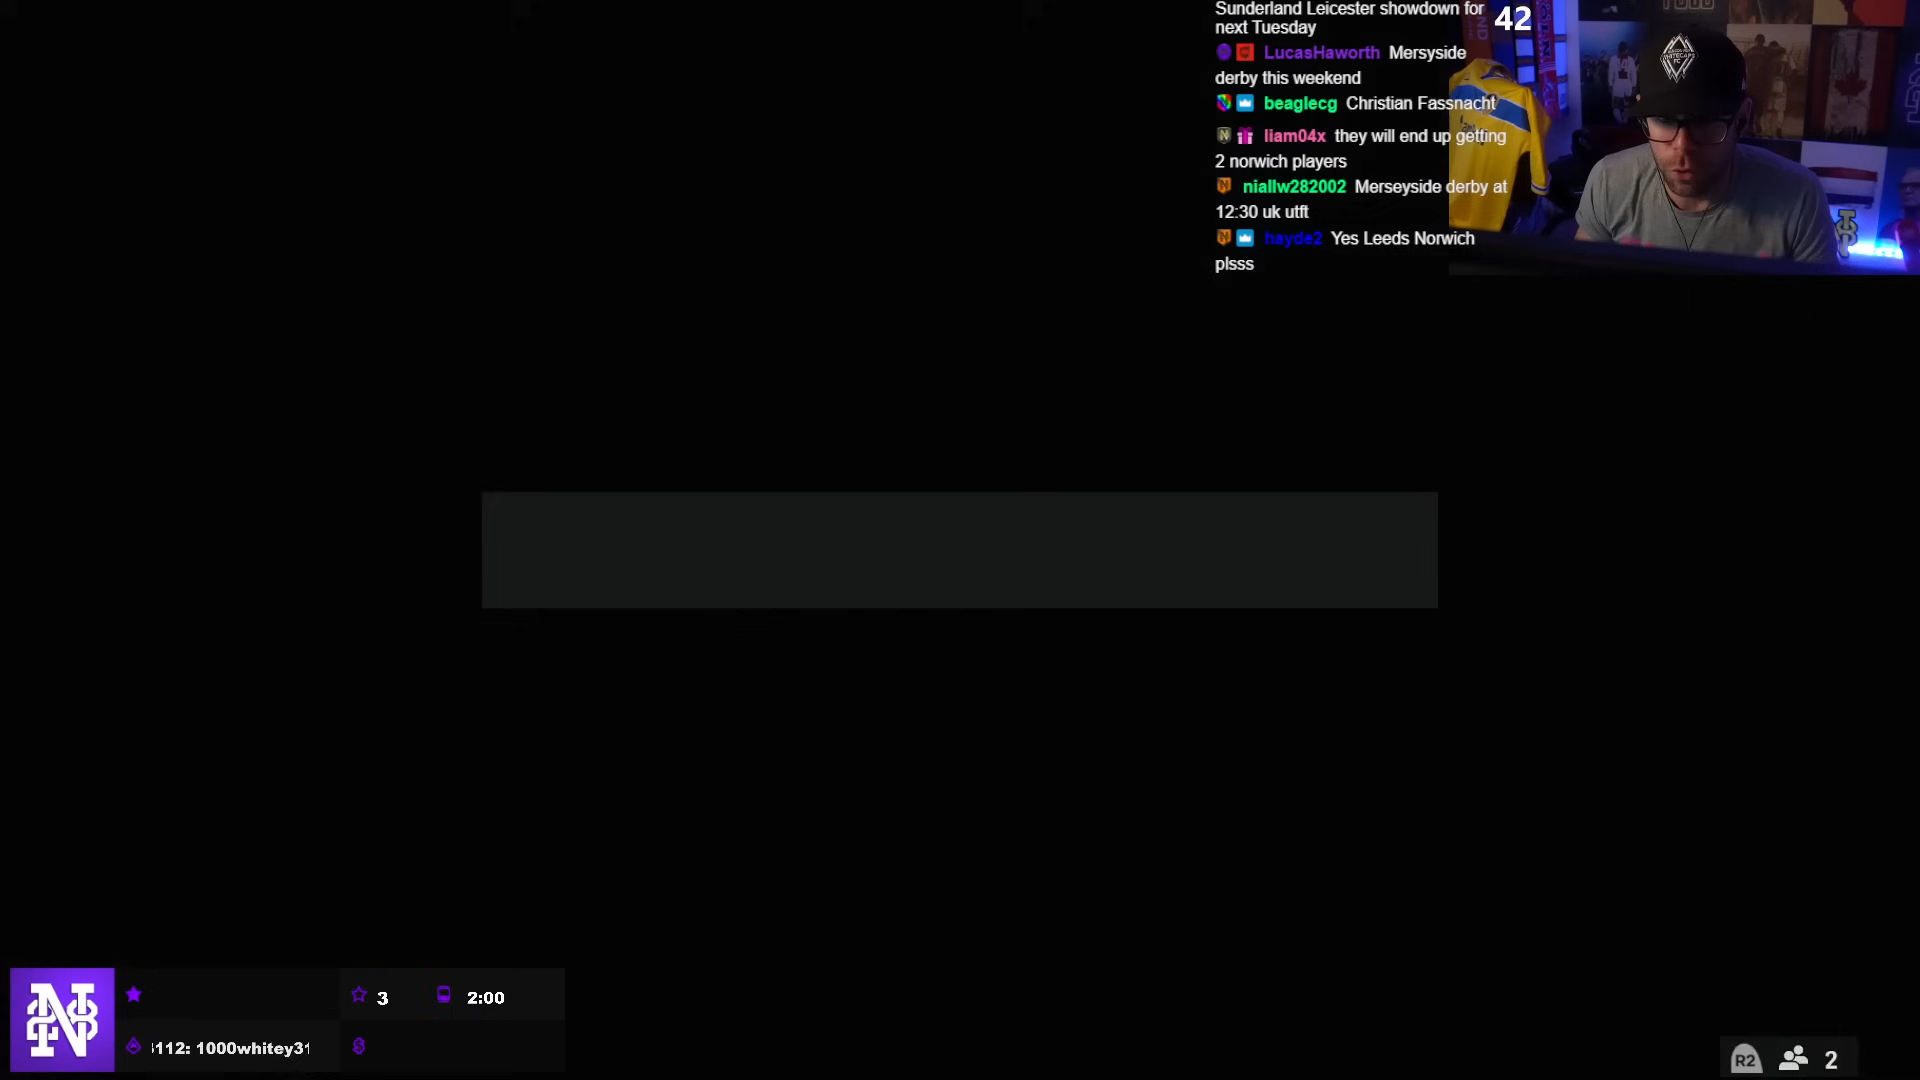 Sunderland Leicester showdown for
next Tuesday
42
LucasHaworth Mersyside
derby this weekend
beaglecg Christian Fassnacht
liam04x they will end up getting
2 norwich players
niallw282002 Merseyside derby at
12:30 uk utft
hayde2 Yes Leeds Norwich
plsss
3
2:00
112: 1000whitey31
R2
2